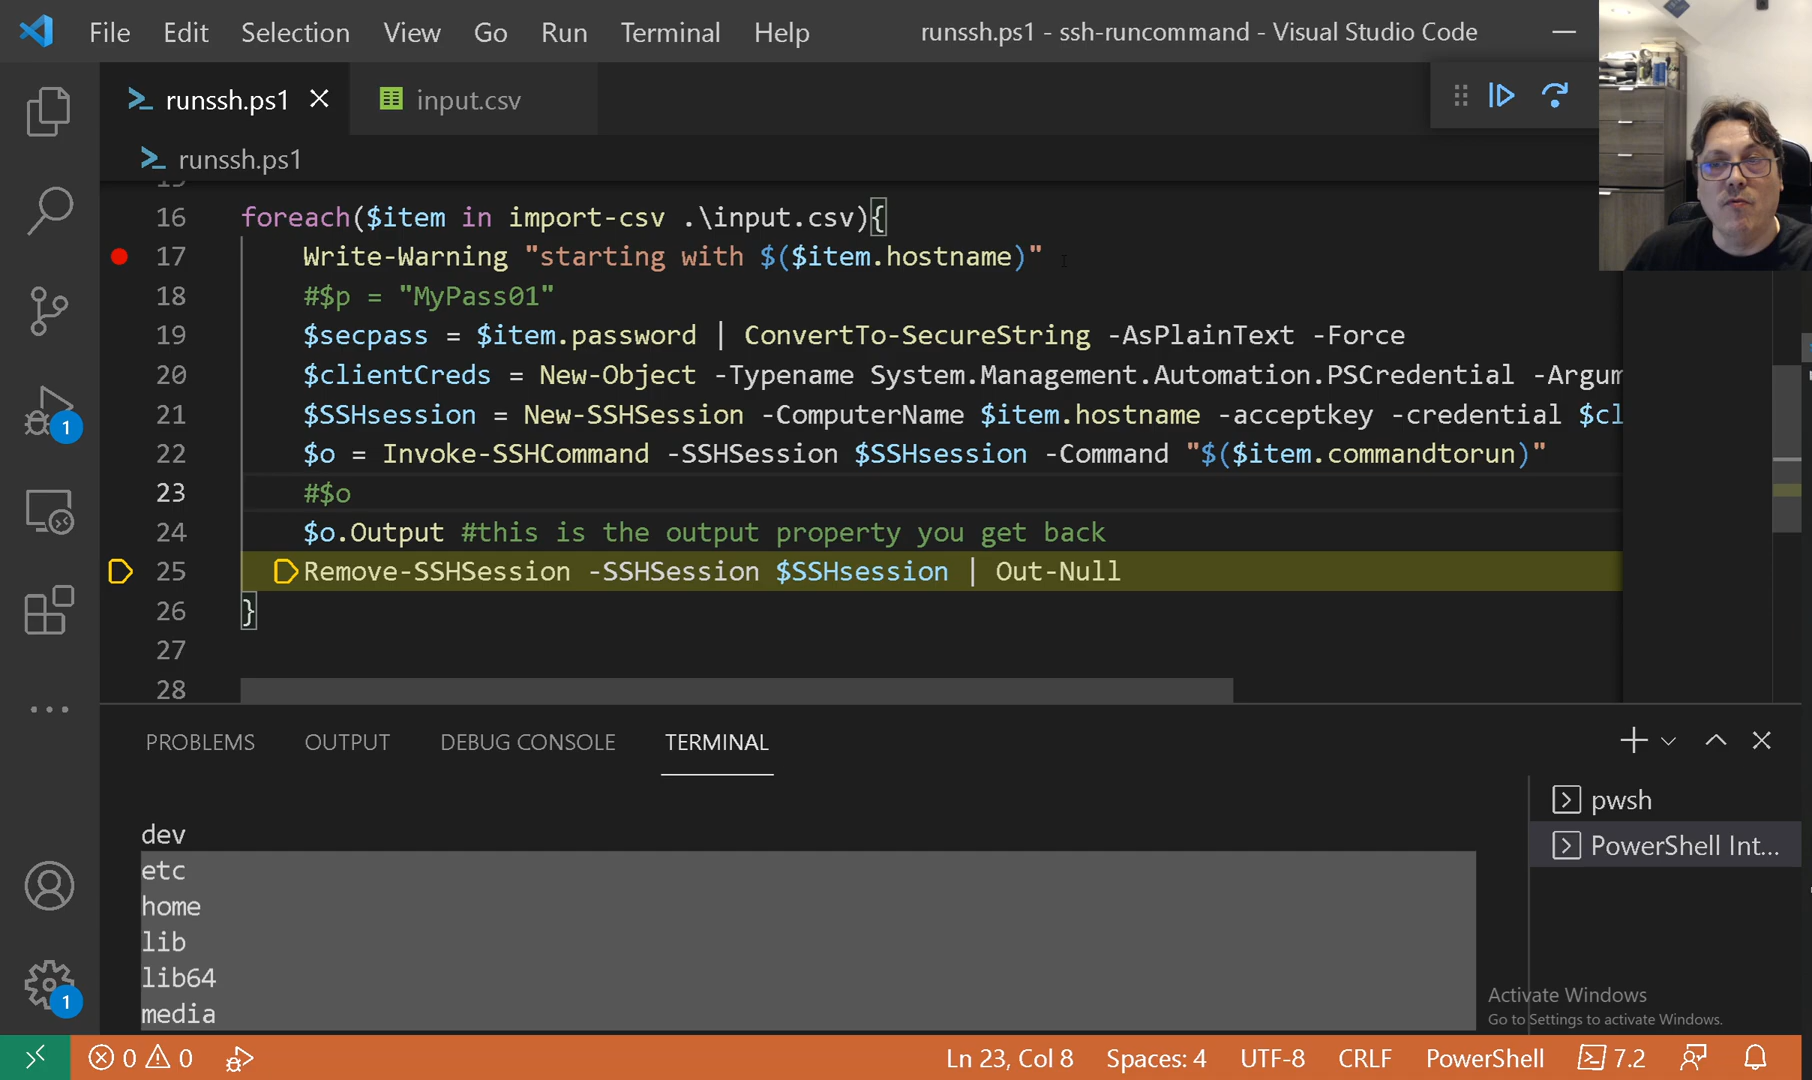 File Edit Selection View Go Run Terminal Help runssh.ps1 - ssh-runcommand - Visual Studio Code
runssh.ps1 input.csv
runssh.ps1
16 foreach($item in import-csv .\input.csv){
17 Write-Warning "starting with $($item.hostname)"
18 #$p = "MyPass01"
19 $secpass = $item.password | ConvertTo-SecureString -AsPlainText -Force
20 $clientCreds = New-Object -Typename System.Management.Automation.PSCredential -Argum
21 $SSHsession = New-SSHSession -ComputerName $item.hostname -acceptkey -credential $cl
22 $o = Invoke-SSHCommand -SSHSession $SSHsession -Command "$($item.commandtorun)"
23 #$o
24 $o.Output #this is the output property you get back
25 Remove-SSHSession -SSHSession $SSHsession | Out-Null
26 }
27
28
1
PROBLEMS OUTPUT DEBUG CONSOLE TERMINAL
pwsh
PowerShell Int...
dev
etc
home
lib
lib64
media
1
Activate Windows
Go to Settings to activate Windows.
0 0 Ln 23, Col 8 Spaces: 4 UTF-8 CRLF PowerShell 7.2